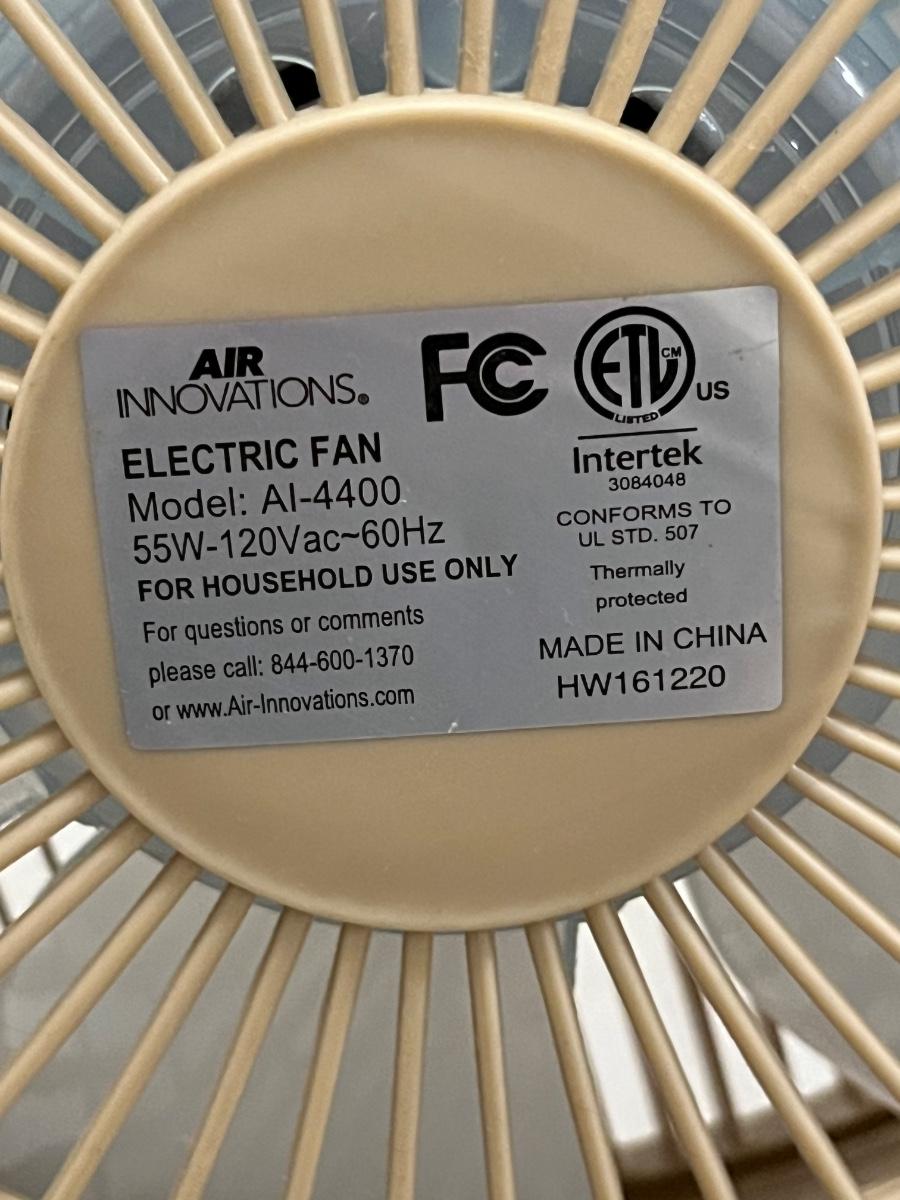 AIR
INNOVATIONS®
ELECTRIC FAN
Model: AI-4400
55W-120Vac~60Hz
FOR HOUSEHOLD USE ONLY
For questions or comments
please call: 844-600-1370
or www.Air-Innovations.com
FC
ETL CM
US
LISTED
Intertek
3084048
CONFORMS TO
UL STD. 507
Thermally
protected
MADE IN CHINA
HW161220